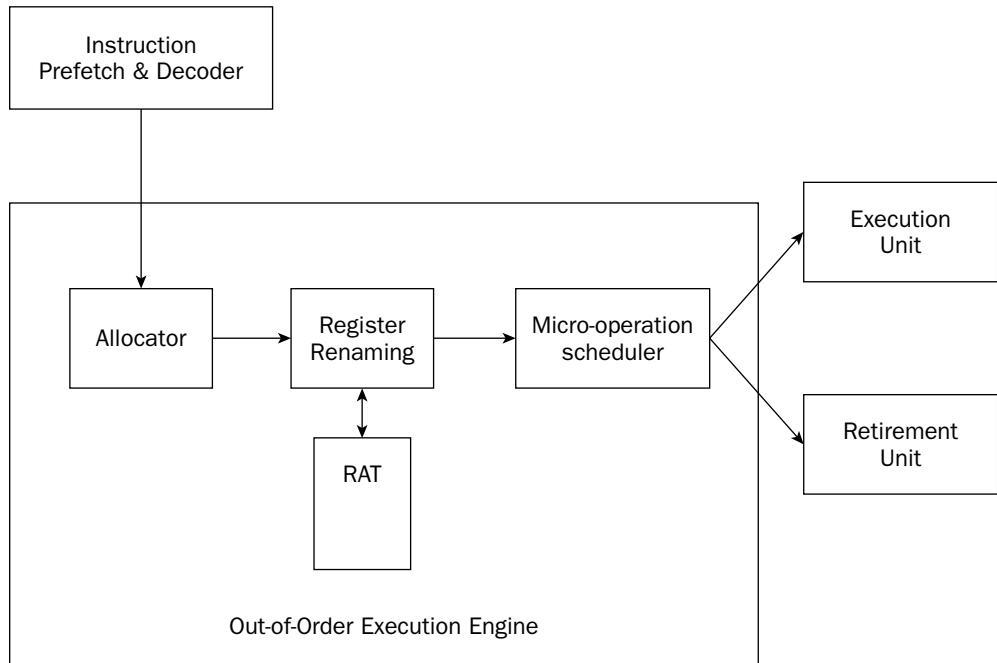 Instruction
Prefetch & Decoder
Execution
Unit
Allocator
Register
Renaming
Micro-operation
scheduler
Retirement
Unit
RAT
Out-of-Order Execution Engine